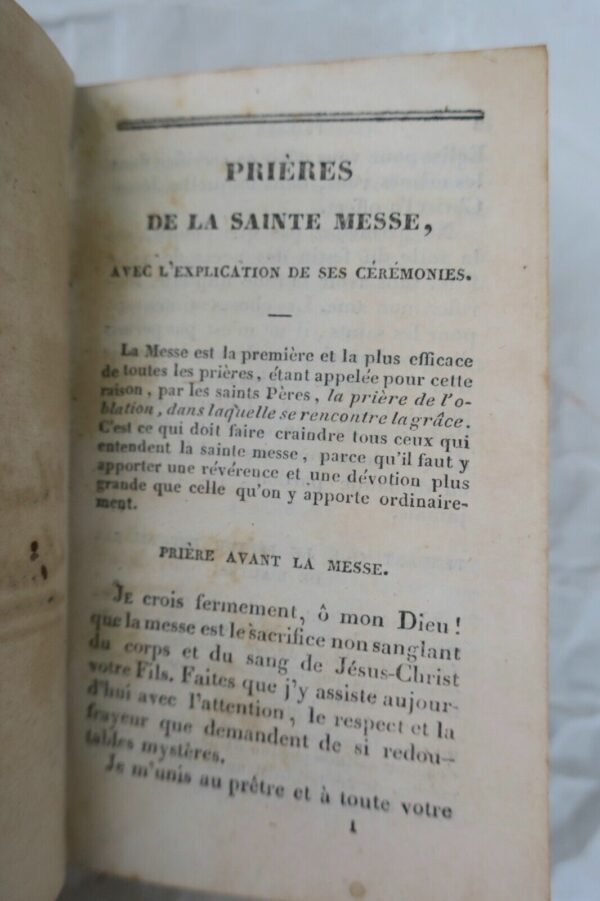 PRIÈRES
DE LA SAINTE MESSE,
AVEC L'EXPLICATION DE SES CÉRÉMONIES.
La Messe est la première et la plus efficace
de toutes les prières, étant appelée pour cette
raison, par les saints Pères, la prière de l'o-
blation, dans laquelle se rencontre la grâce.
C'est ce qui doit faire craindre tous ceux qui
entendent la sainte messe, parce qu'il faut y
apporter une révérence et une dévotion plus
grande que celle qu'on y apporte ordinaire-
ment.
PRIÈRE AVANT LA MESSE.
JE crois fermement, ô mon Dieu!
que la messe est le sacrifice non sanglant
du corps et du sang de Jésus-Christ
votre Fils. Faites que j'y assiste aujour-
d'hui avec l'attention, le respect et la
frayeur que demandent de si redou-
tables mystères.
Je m'unis au prêtre et à toute votre
1